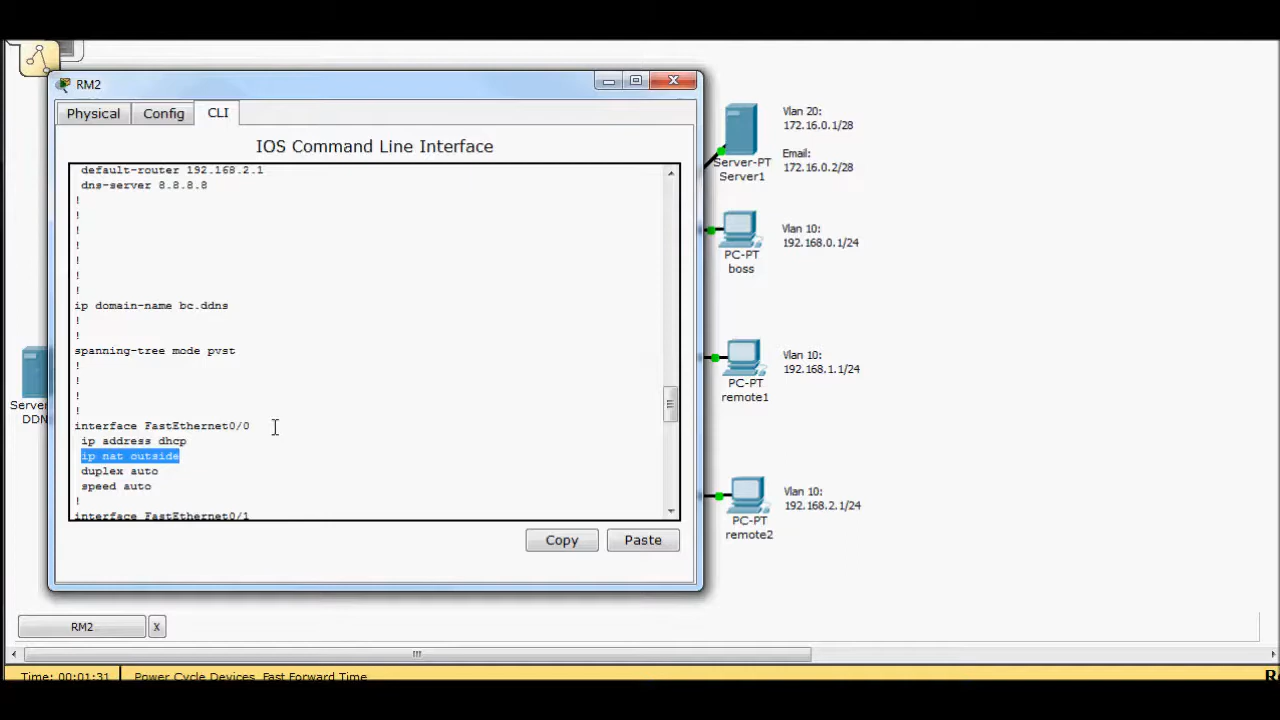 RM2
Physical
Config
CLI
IOS Command Line Interface
default-router 192.168.2.1
dns-server 8.8.8.8
!
!
!
!
!
!
!
ip domain-name bc.ddns
!
!
spanning-tree mode pvst
!
!
!
!
interface FastEthernet0/0
ip address dhcp
ip nat outside
duplex auto
speed auto
!
interface FastEthernet0/1
Copy
Paste
Server-PT
Server1
Vlan 20:
172.16.0.1/28
Email:
172.16.0.2/28
PC-PT
boss
Vlan 10:
192.168.0.1/24
PC-PT
remote1
Vlan 10:
192.168.1.1/24
PC-PT
remote2
Vlan 10:
192.168.2.1/24
RM2
X
Time: 00:01:31
Power Cycle Devices Fast Forward Time